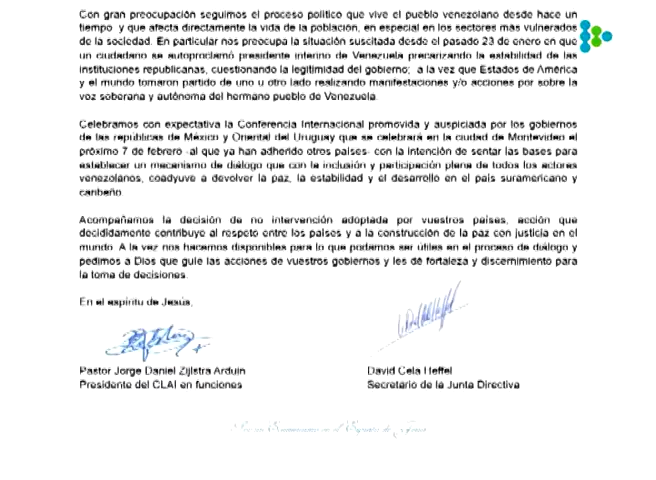 Con gran preocupación seguimos el proceso político que vive el pueblo venezolano desde hace un
tiempo y que afecta directamente la vida de la población, en especial en los sectores más vulnerados
de la sociedad. En particular nos preocupa la situación suscitada desde el pasado 23 de enero en que
un ciudadano se autoproclamó presidente interino de Venezuela precarizando la estabilidad de las
instituciones republicanas, cuestionando la legitimidad del gobierno; a la vez que Estados de América
y el mundo tomaron partido de uno u otro lado realizando manifestaciones y/o acciones por sobre la
voz soberana y autónoma del hermano pueblo de Venezuela.
Celebramos con expectativa la Conferencia Internacional promovida y auspiciada por los gobiernos
de las repúblicas de México y Oriental del Uruguay que se celebrará en la ciudad de Montevideo el
próximo 7 de febrero -al que ya han adherido otros países- con la intención de sentar las bases para
establecer un mecanismo de diálogo que con la inclusión y participación plena de todos los actores
venezolanos, coadyuve a devolver la paz, la estabilidad y el desarrollo en el país suramericano y
caribeño.
Acompañamos la decisión de no intervención adoptada por vuestros países, acción que
decididamente contribuye al respeto entre los países y a la construcción de la paz con justicia en el
mundo. A la vez nos hacemos disponibles para lo que podamos ser útiles en el proceso de diálogo y
pedimos a Dios que guíe las acciones de vuestros gobiernos y les dé fortaleza y discernimiento para
la toma de decisiones.
En el espíritu de Jesús,
Pastor Jorge Daniel Zijlstra Arduin
Presidente del CLAI en funciones
David Cela Heffel
Secretario de la Junta Directiva
en el Espíritu de Jesús